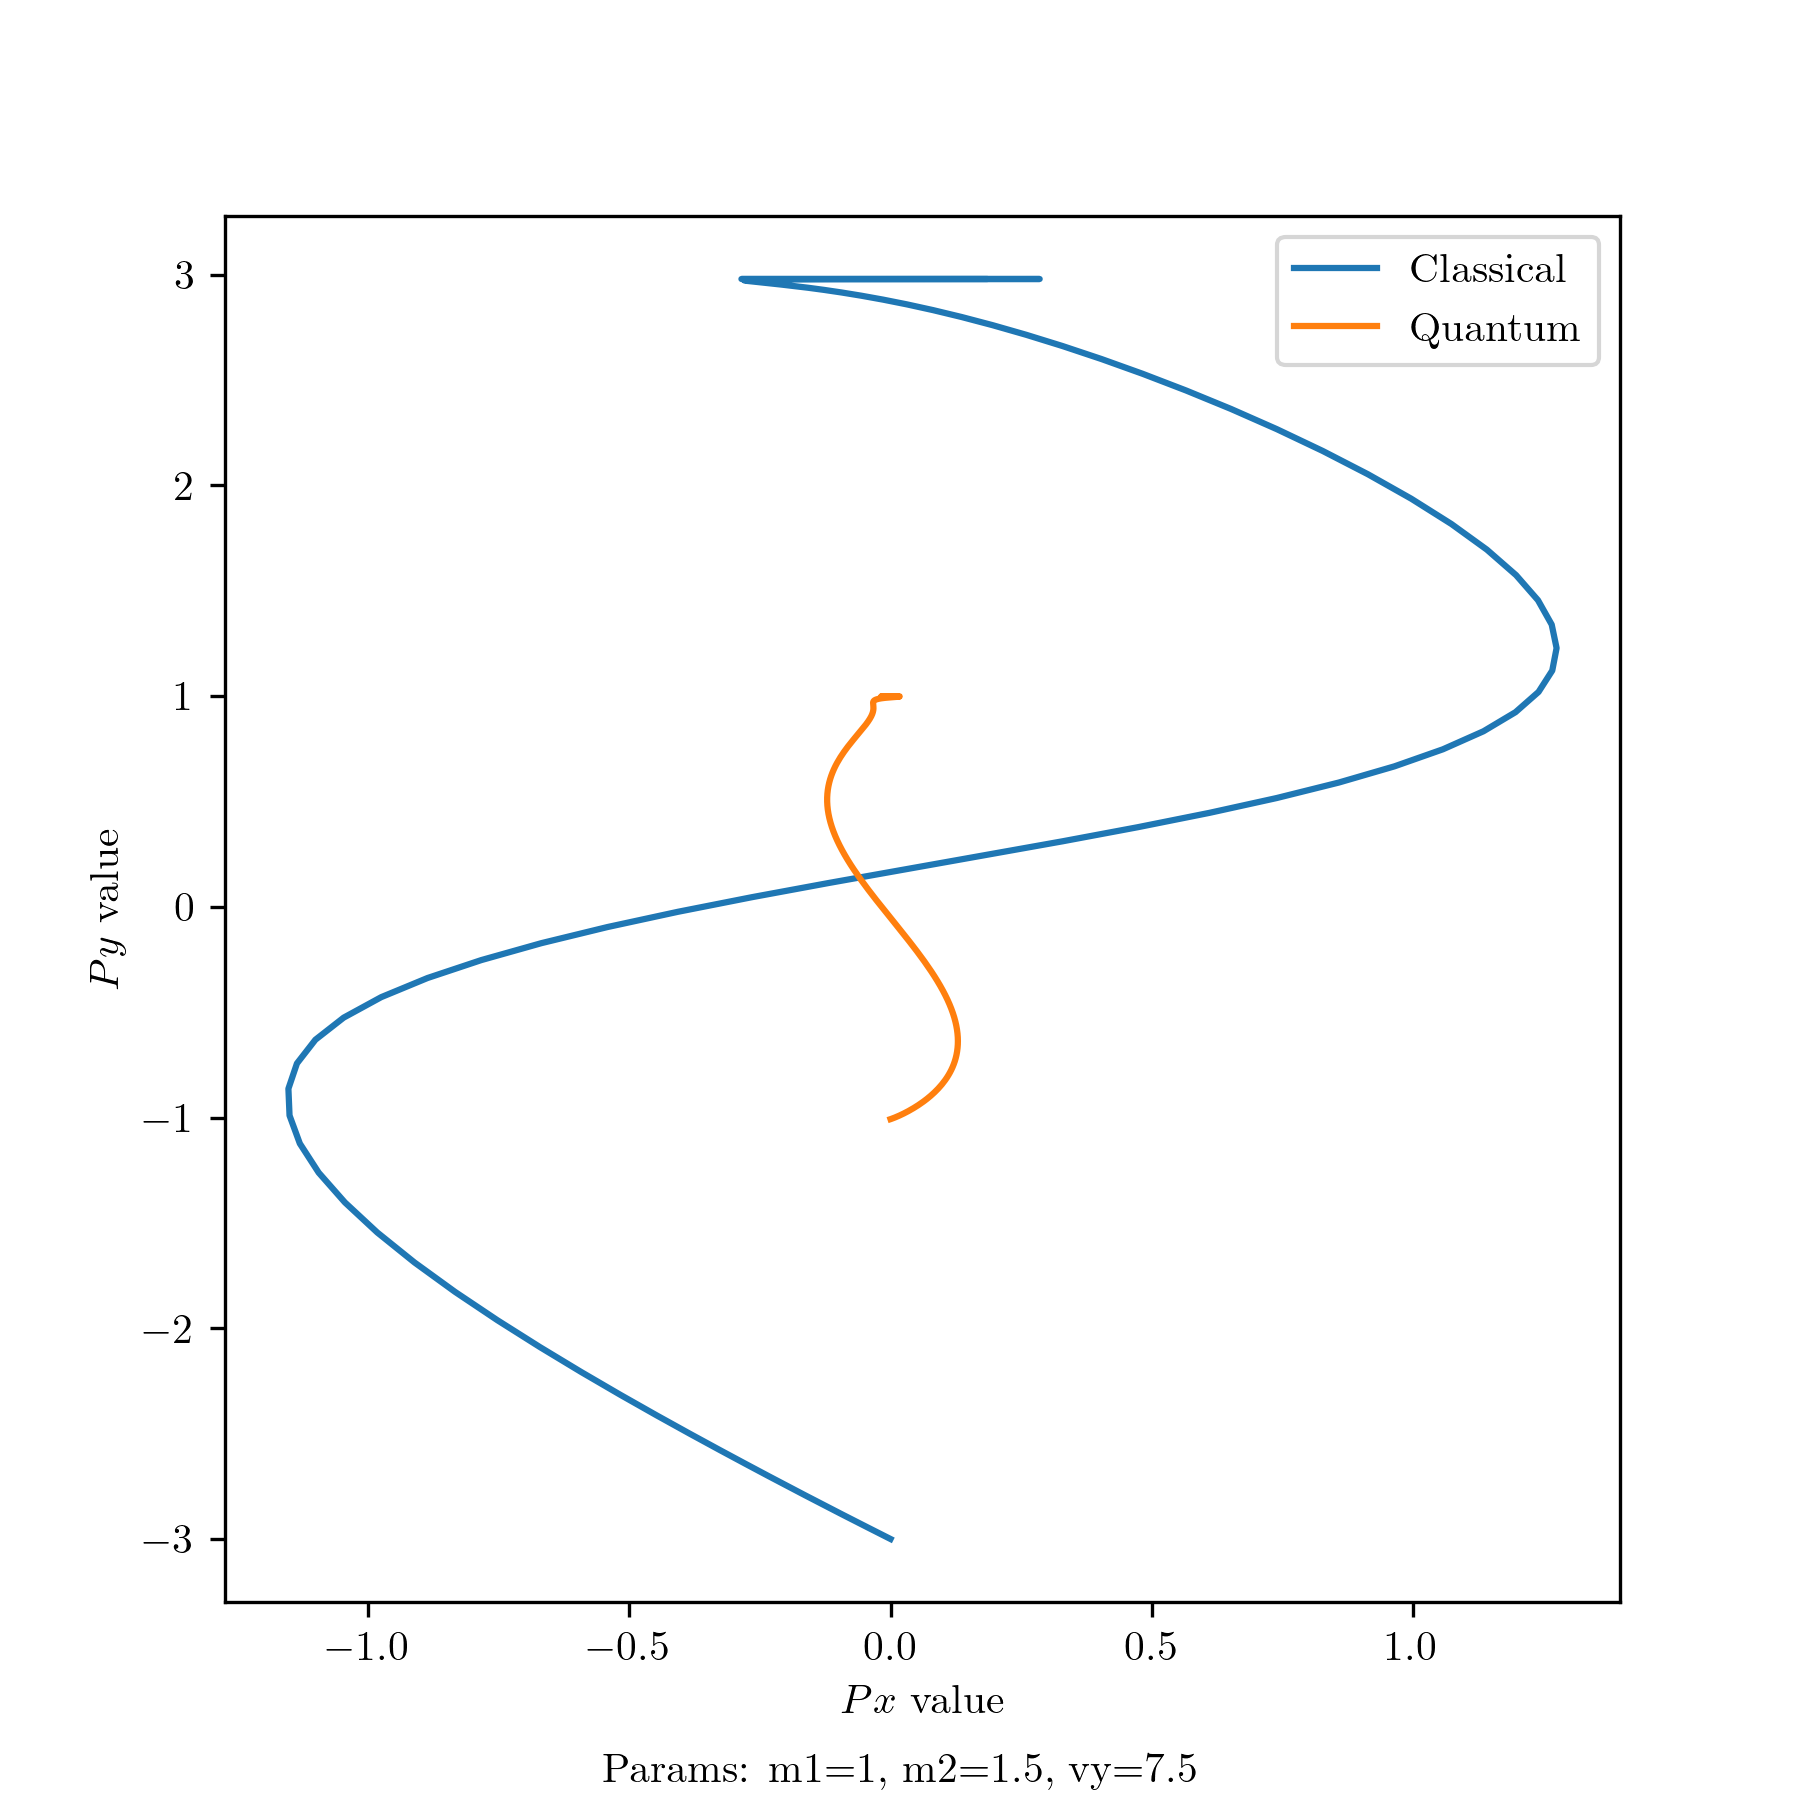 Classical
Quantum
3
2
1
0
−1
−2
−3
Py value
−1.0 −0.5 0.0 0.5 1.0
Px value
Params: m1=1, m2=1.5, vy=7.5